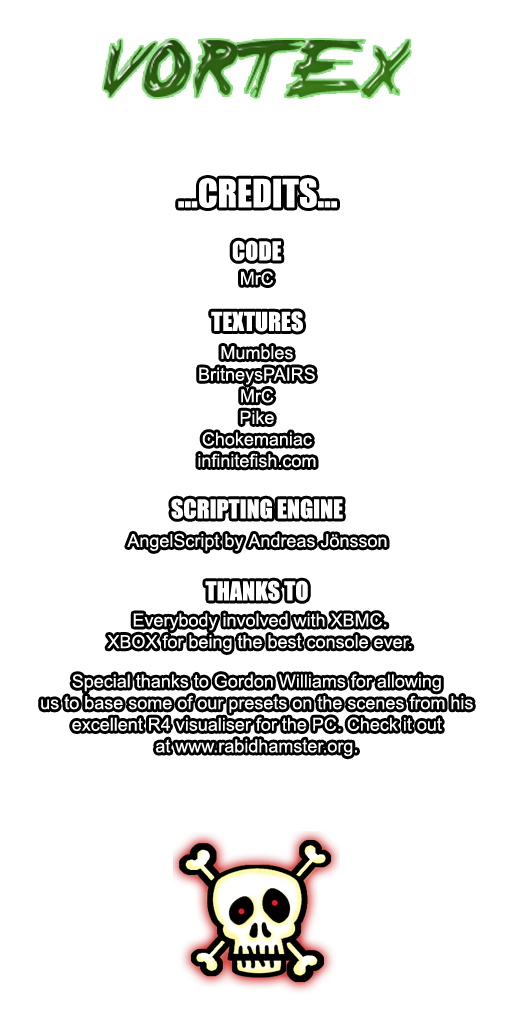 VORTEX
...CREDITS...
CODE
MrC
TEXTURES
Mumbles
BritneysPAIRS
MrC
Pike
Chokemaniac
infinitefish.com
SCRIPTING ENGINE
AngelScript by Andreas Jönsson
THANKS TO
Everybody involved with XBMC.
XBOX for being the best console ever.
Special thanks to Gordon Williams for allowing
us to base some of our presets on the scenes from his
excellent R4 visualiser for the PC. Check it out
at www.rabidhamster.org.